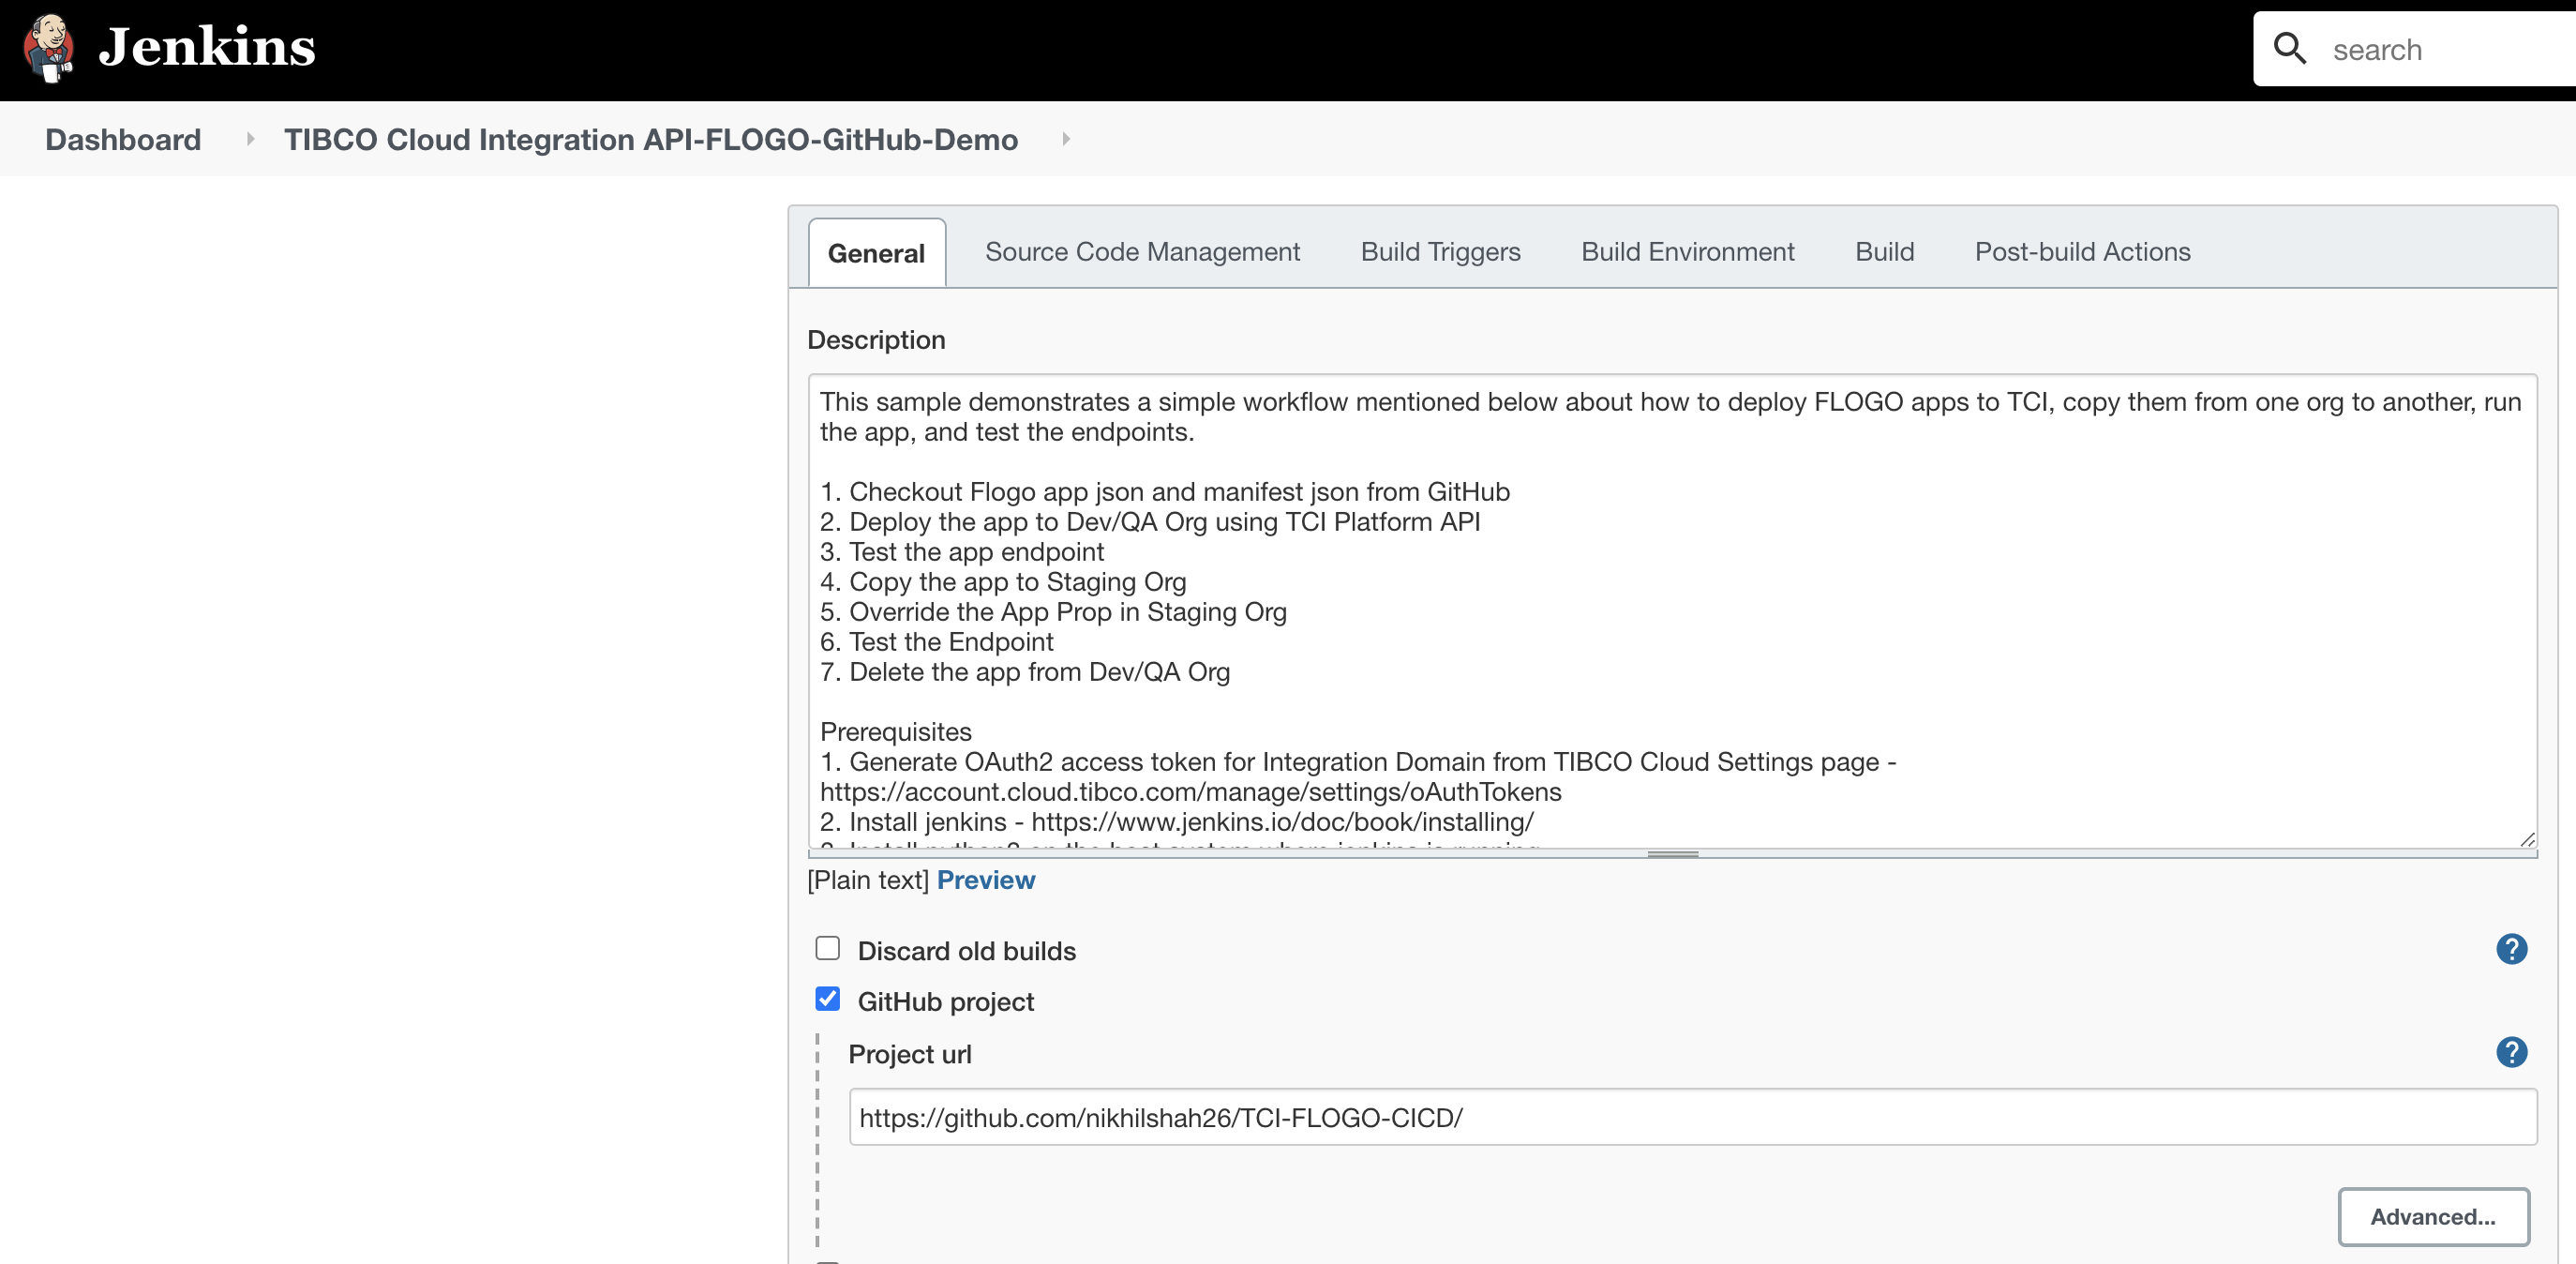 Jenkins
search
Dashboard
TIBCO Cloud Integration API-FLOGO-GitHub-Demo
General
Source Code Management
Build Triggers
Build Environment
Build
Post-build Actions
Description
This sample demonstrates a simple workflow mentioned below about how to deploy FLOGO apps to TCI, copy them from one org to another, run
the app, and test the endpoints.
1. Checkout Flogo app json and manifest json from GitHub
2. Deploy the app to Dev/QA Org using TCI Platform API
3. Test the app endpoint
4. Copy the app to Staging Org
5. Override the App Prop in Staging Org
6. Test the Endpoint
7. Delete the app from Dev/QA Org
Prerequisites
1. Generate OAuth2 access token for Integration Domain from TIBCO Cloud Settings page -
https://account.cloud.tibco.com/manage/settings/oAuthTokens
2. Install jenkins - https://www.jenkins.io/doc/book/installing/
[Plain text] Preview
Discard old builds
?
GitHub project
Project url
?
https://github.com/nikhilshah26/TCI-FLOGO-CICD/
Advanced...